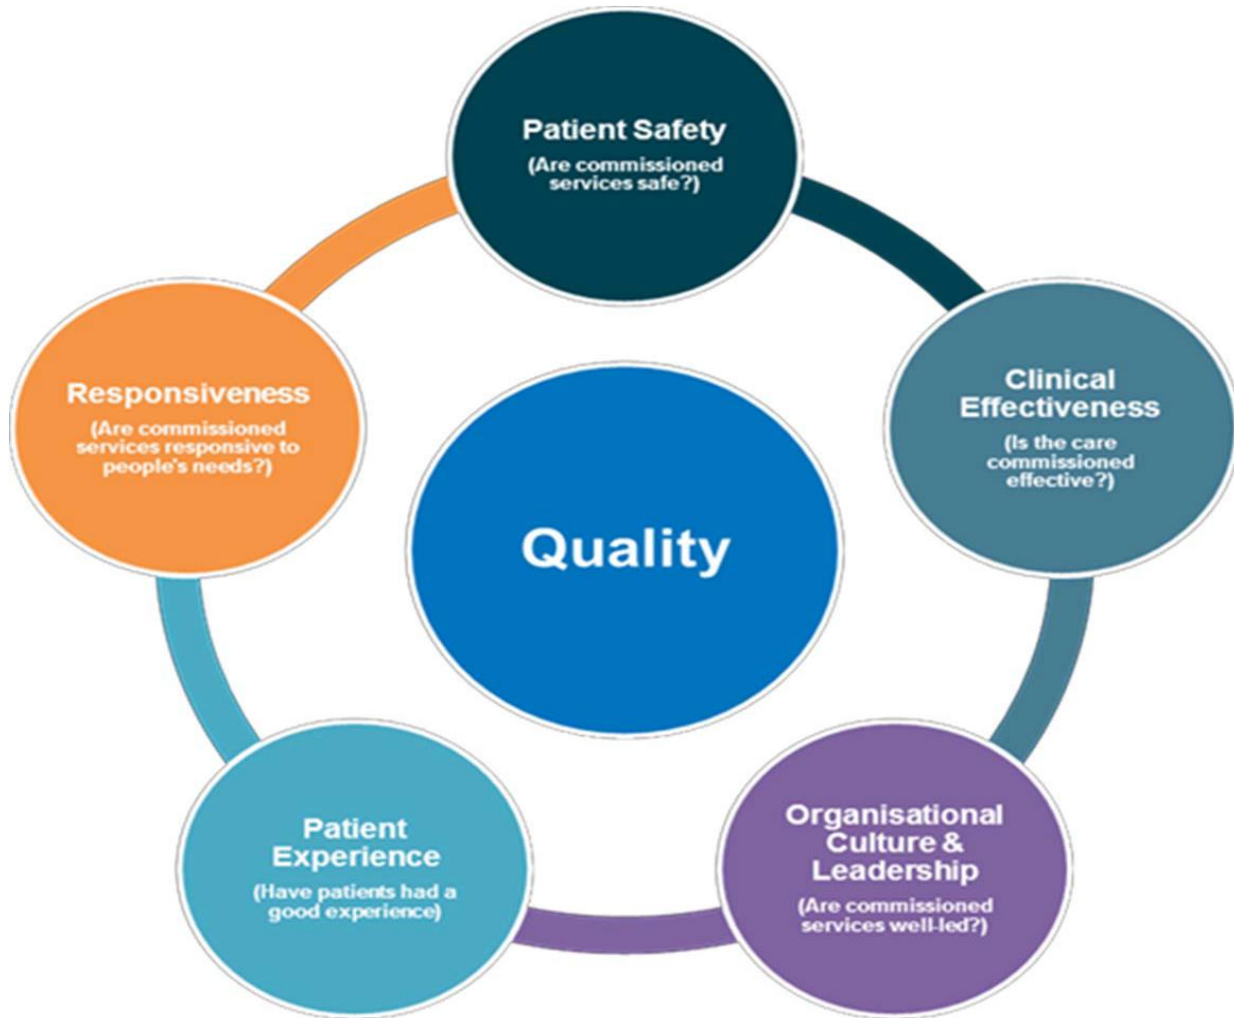 Patient Safety
(Are commissioned
services safe?)
Clinical
Effectiveness
(Is the care
commissioned
effective?)
Organisational
Culture &
Leadership
(Are commissioned
services well-led?)
Patient
Experience
(Have patients had a
good experience)
Responsiveness
(Are commissioned
services responsive to
people's needs?)
Quality